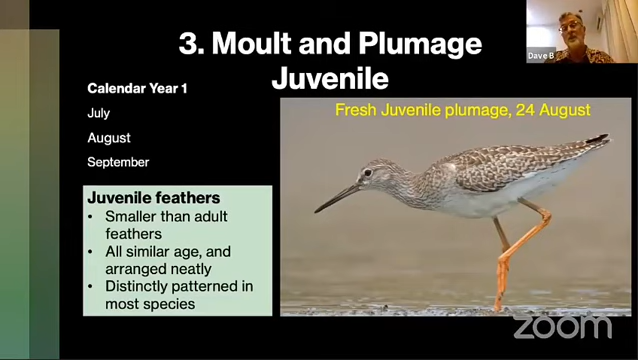 3. Moult and Plumage
Juvenile
Dave B
Calendar Year 1
July
August
September
Fresh Juvenile plumage, 24 August
Juvenile feathers
• Smaller than adult
feathers
• All similar age, and
arranged neatly
• Distinctly patterned in
most species
zoom